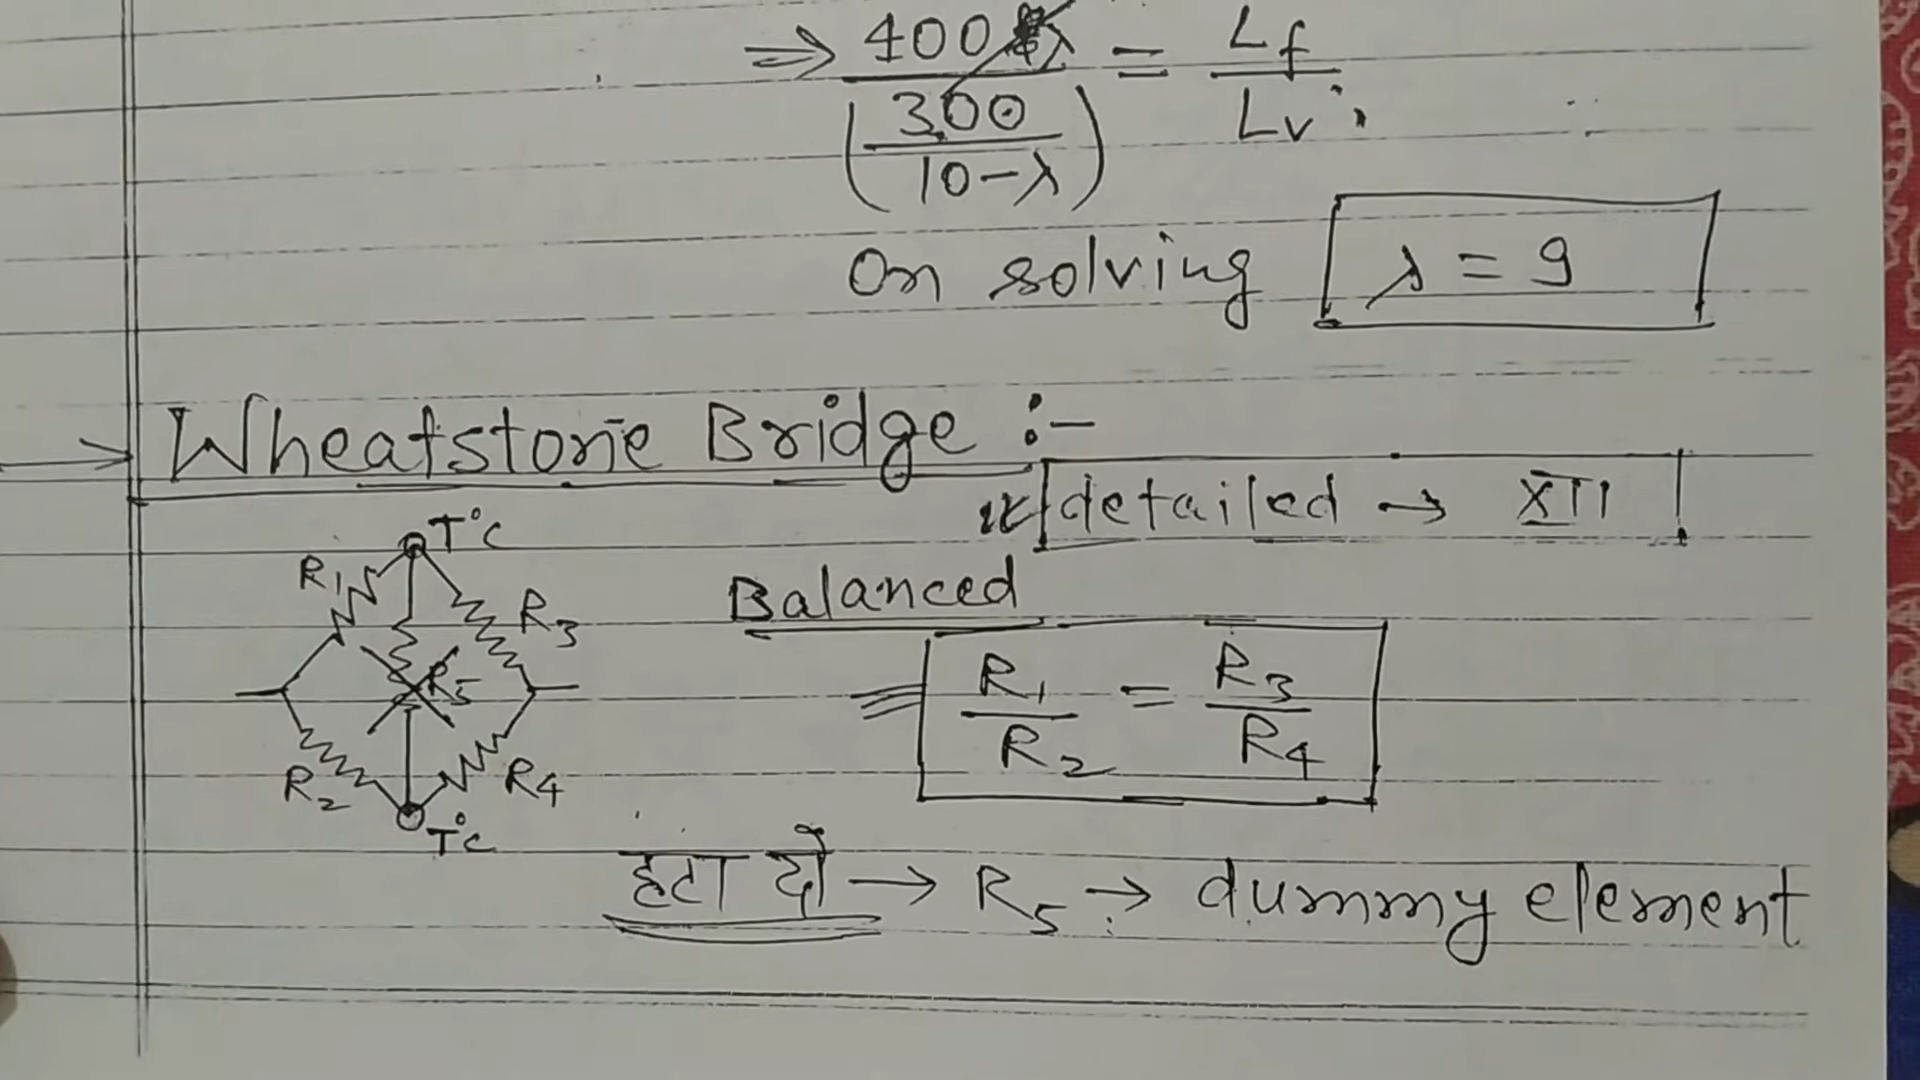 ⇒ 400 λ / (300 / 10-λ) = Lf / Lv
On solving λ = 9
→ Wheatstone Bridge :-
detailed → XII
T°C
R1
R3
Balanced
R5
≡ R1/R2 = R3/R4
R2
R4
T°C
हटा दो → R5 → dummy element